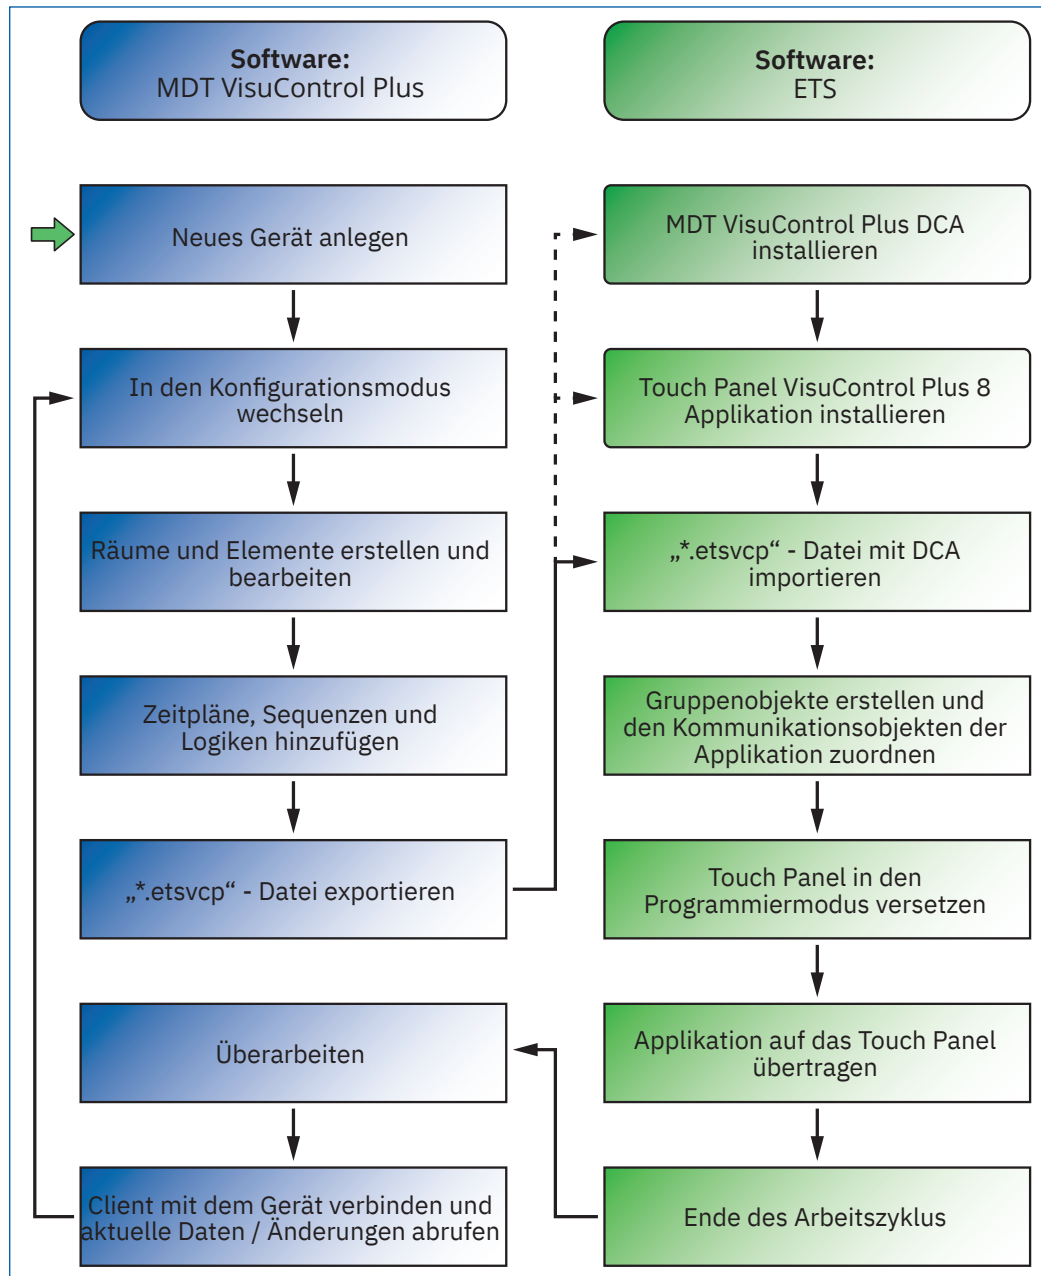 Software:
MDT VisuControl Plus
Software:
ETS
Neues Gerät anlegen
In den Konfigurationsmodus
wechseln
Räume und Elemente erstellen und
bearbeiten
Zeitpläne, Sequenzen und
Logiken hinzufügen
„*.etsvcp“ - Datei exportieren
Überarbeiten
Client mit dem Gerät verbinden und
aktuelle Daten / Änderungen abrufen
MDT VisuControl Plus DCA
installieren
Touch Panel VisuControl Plus 8
Applikation installieren
„*.etsvcp“ - Datei mit DCA
importieren
Gruppenobjekte erstellen und
den Kommunikationsobjekten der
Applikation zuordnen
Touch Panel in den
Programmiermodus versetzen
Applikation auf das Touch Panel
übertragen
Ende des Arbeitszyklus